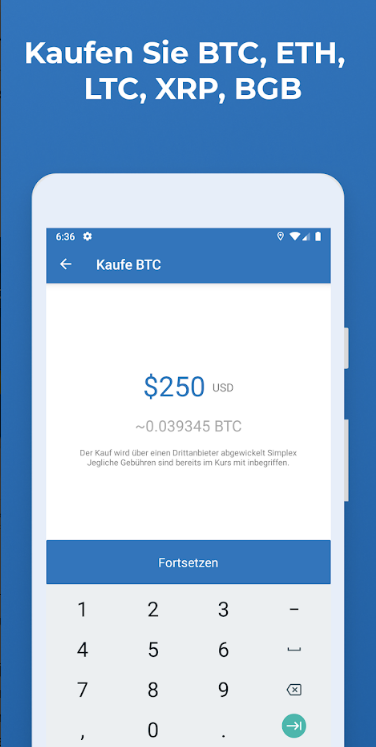 Kaufen Sie BTC, ETH,
LTC, XRP, BGB
6:36
Kaufe BTC
$250 USD
~0.039345 BTC
Der Kauf wird über einen Drittanbieter abgewickelt Simplex
Jegliche Gebühren sind bereits im Kurs mit inbegriffen.
Fortsetzen
1 2 3 –
4 5 6
7 8 9
, 0 .